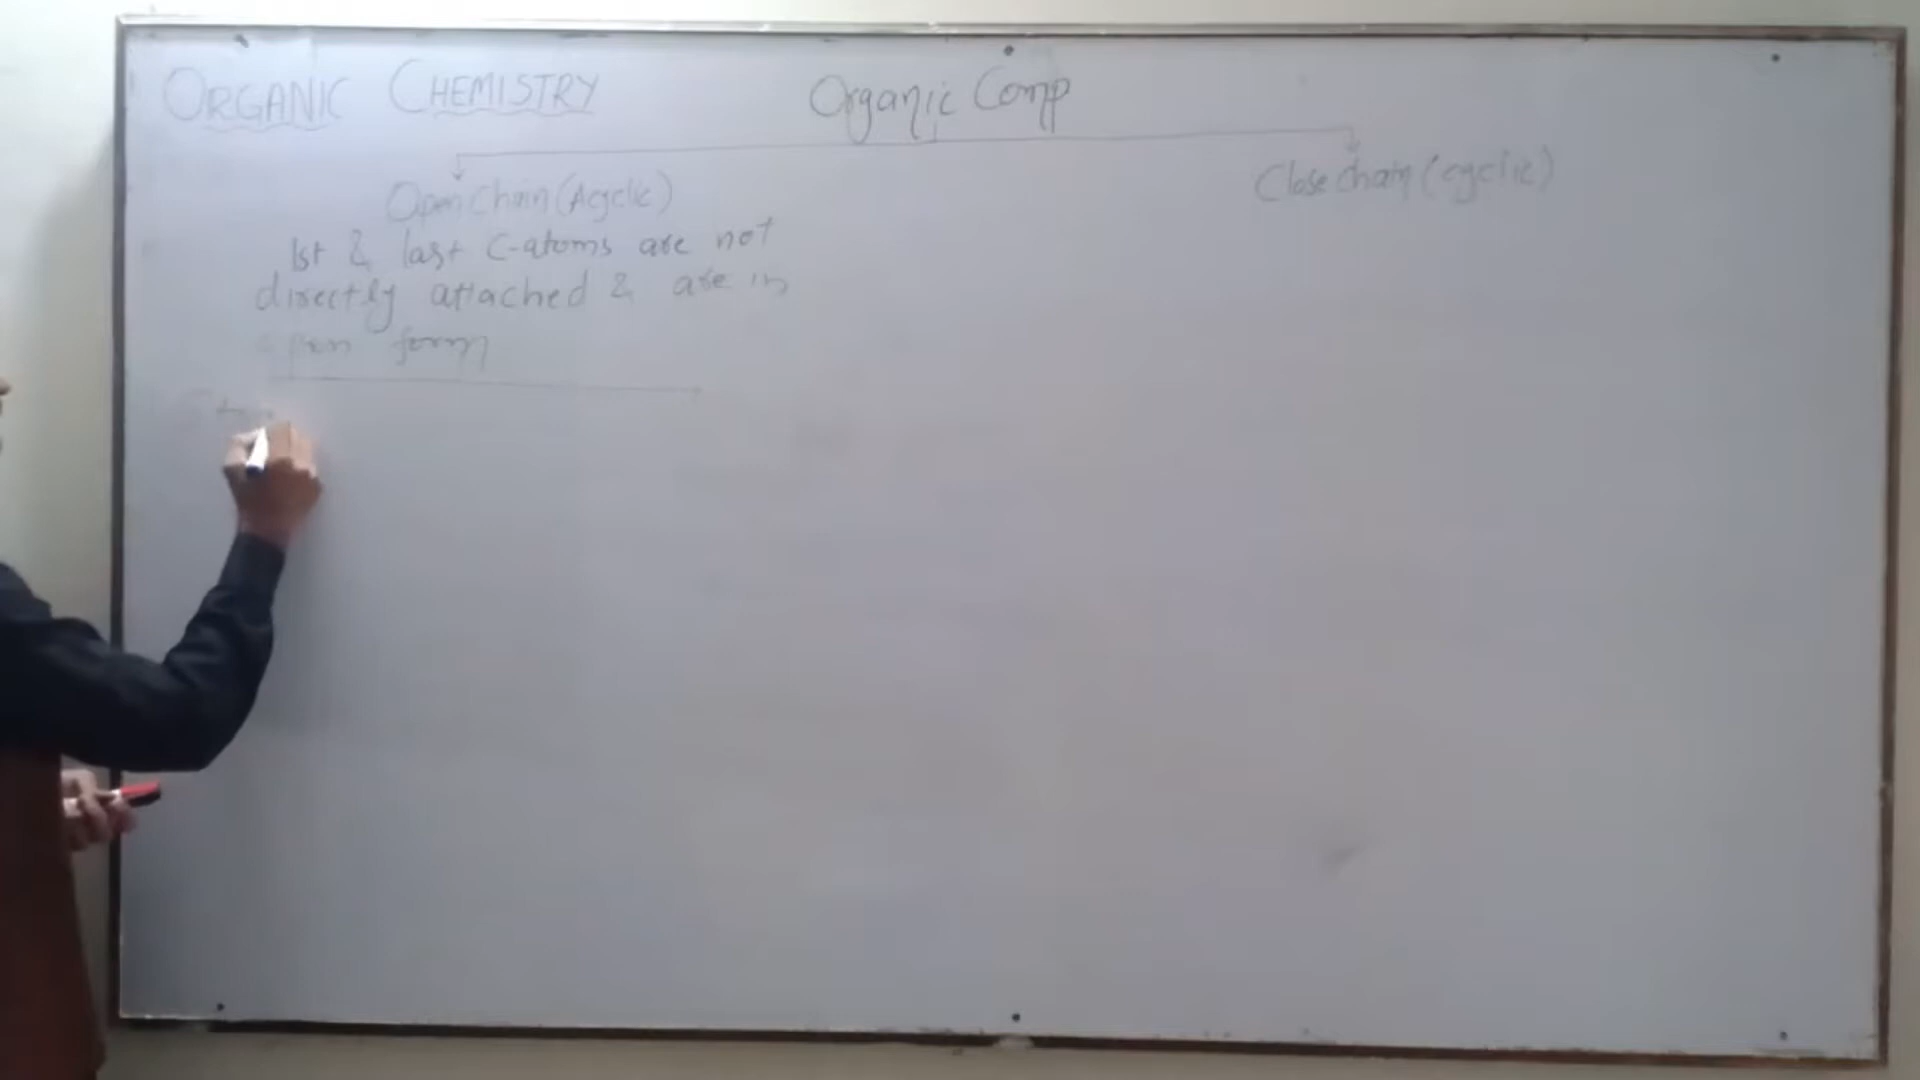 ORGANIC CHEMISTRY
Organic Comp
Open Chain (Acyclic)
Close chain (cyclic)
1st & last C-atoms are not
directly attached & are in
open form